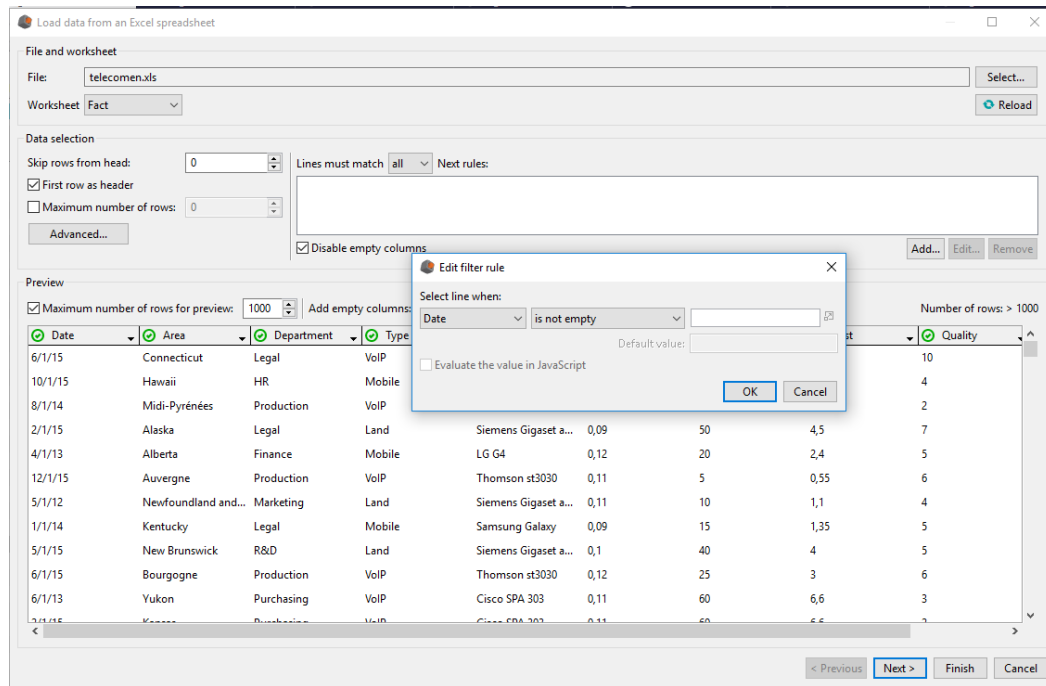 Load data from an Excel spreadsheet
File and worksheet
File: telecomen.xls Select...
Worksheet Fact Reload
Data selection
Skip rows from head: 0 Lines must match all Next rules:
First row as header
Maximum number of rows: 0
Advanced...
Disable empty columns Add... Edit... Remove
Edit filter rule
Preview
Select line when:
Maximum number of rows for preview: 1000 Add empty columns: Number of rows: > 1000
Date is not empty
Date Area Department Type st Quality
Default value:
6/1/15 Connecticut Legal VoIP 10
Evaluate the value in JavaScript
10/1/15 Hawaii HR Mobile 4
OK Cancel
8/1/14 Midi-Pyrénées Production VoIP 2
2/1/15 Alaska Legal Land Siemens Gigaset a... 0,09 50 4,5 7
4/1/13 Alberta Finance Mobile LG G4 0,12 20 2,4 5
12/1/15 Auvergne Production VoIP Thomson st3030 0,11 5 0,55 6
5/1/12 Newfoundland and... Marketing Land Siemens Gigaset a... 0,11 10 1,1 4
1/1/14 Kentucky Legal Mobile Samsung Galaxy 0,09 15 1,35 5
5/1/15 New Brunswick R&D Land Siemens Gigaset a... 0,1 40 4 5
6/1/15 Bourgogne Production VoIP Thomson st3030 0,12 25 3 6
6/1/13 Yukon Purchasing VoIP Cisco SPA 303 0,11 60 6,6 3
< Previous Next > Finish Cancel